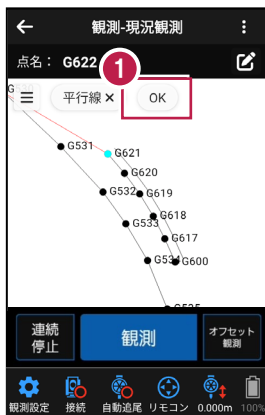 観測-現況観測
点名： G622
1
平行線 ×
OK
G531
G621
G620
G532
G619
G618
G533
G617
G534
G600
連続
停止
観測
オフセット
観測
観測設定
接続
自動追尾
リモコン
0.000m
100%